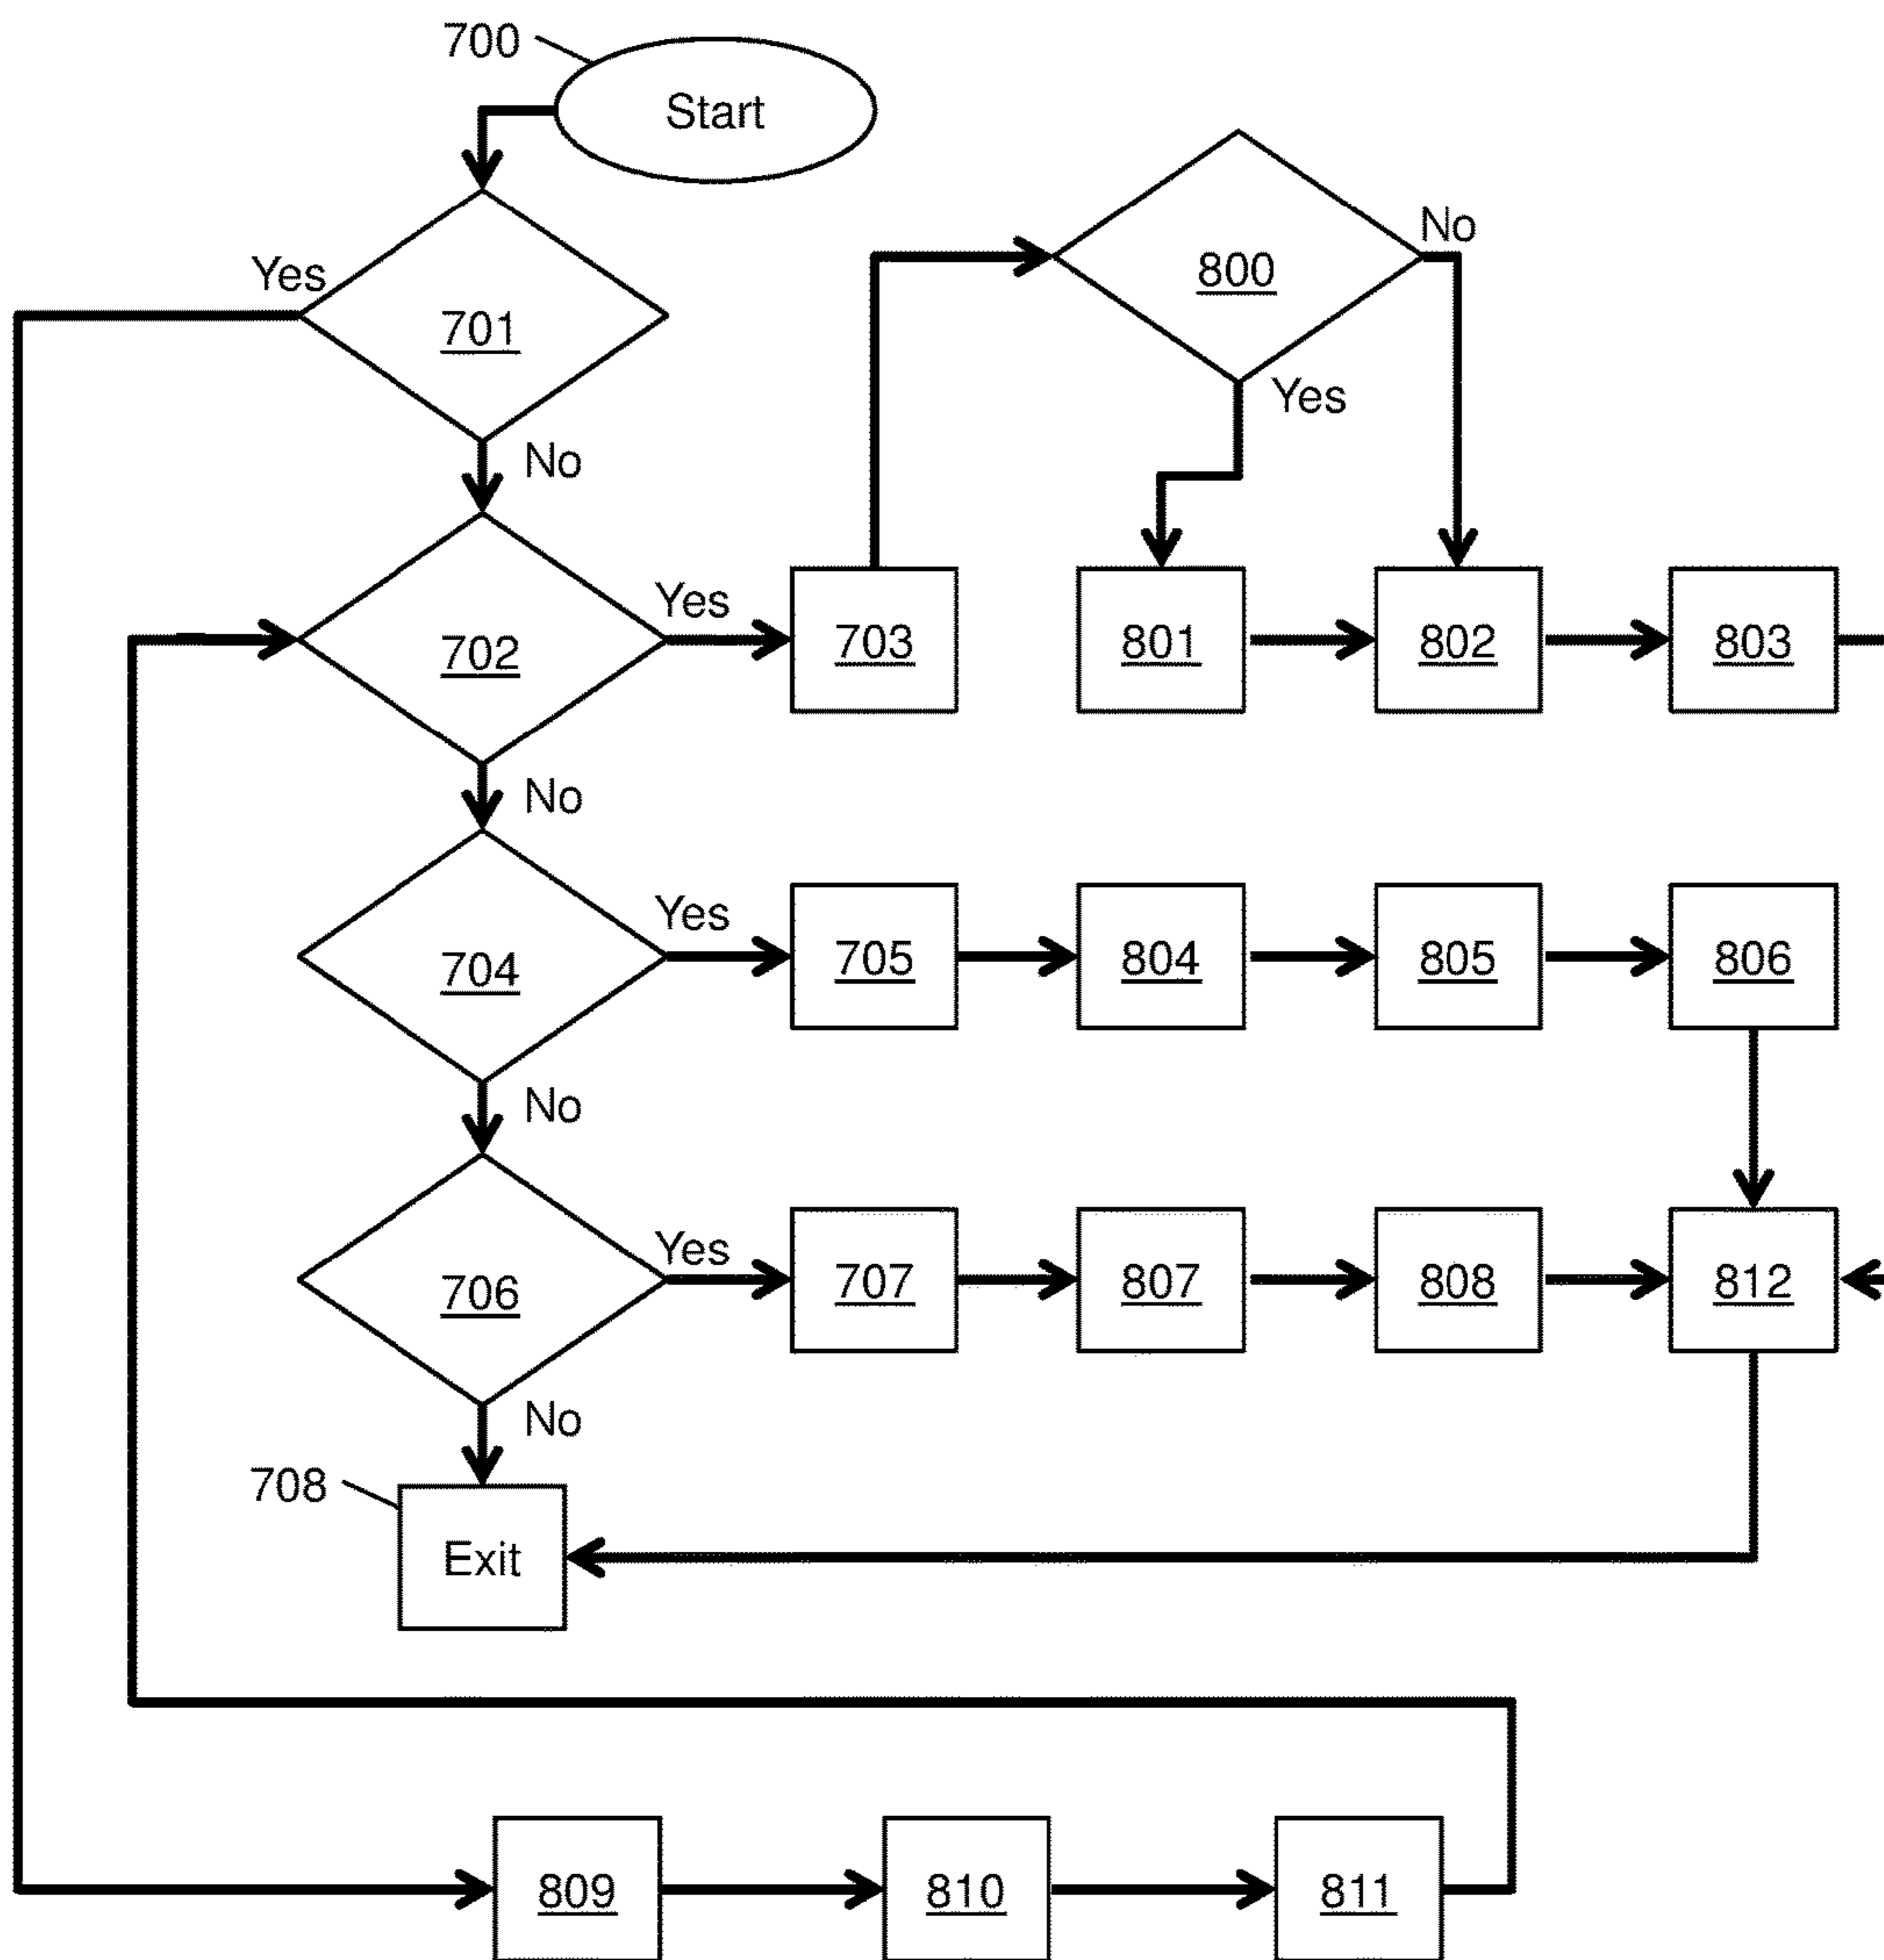 700
Start
Yes
701
No
800
No
Yes
702
Yes
703
801
802
803
No
704
Yes
705
804
805
806
No
706
Yes
707
807
808
812
No
708
Exit
809
810
811